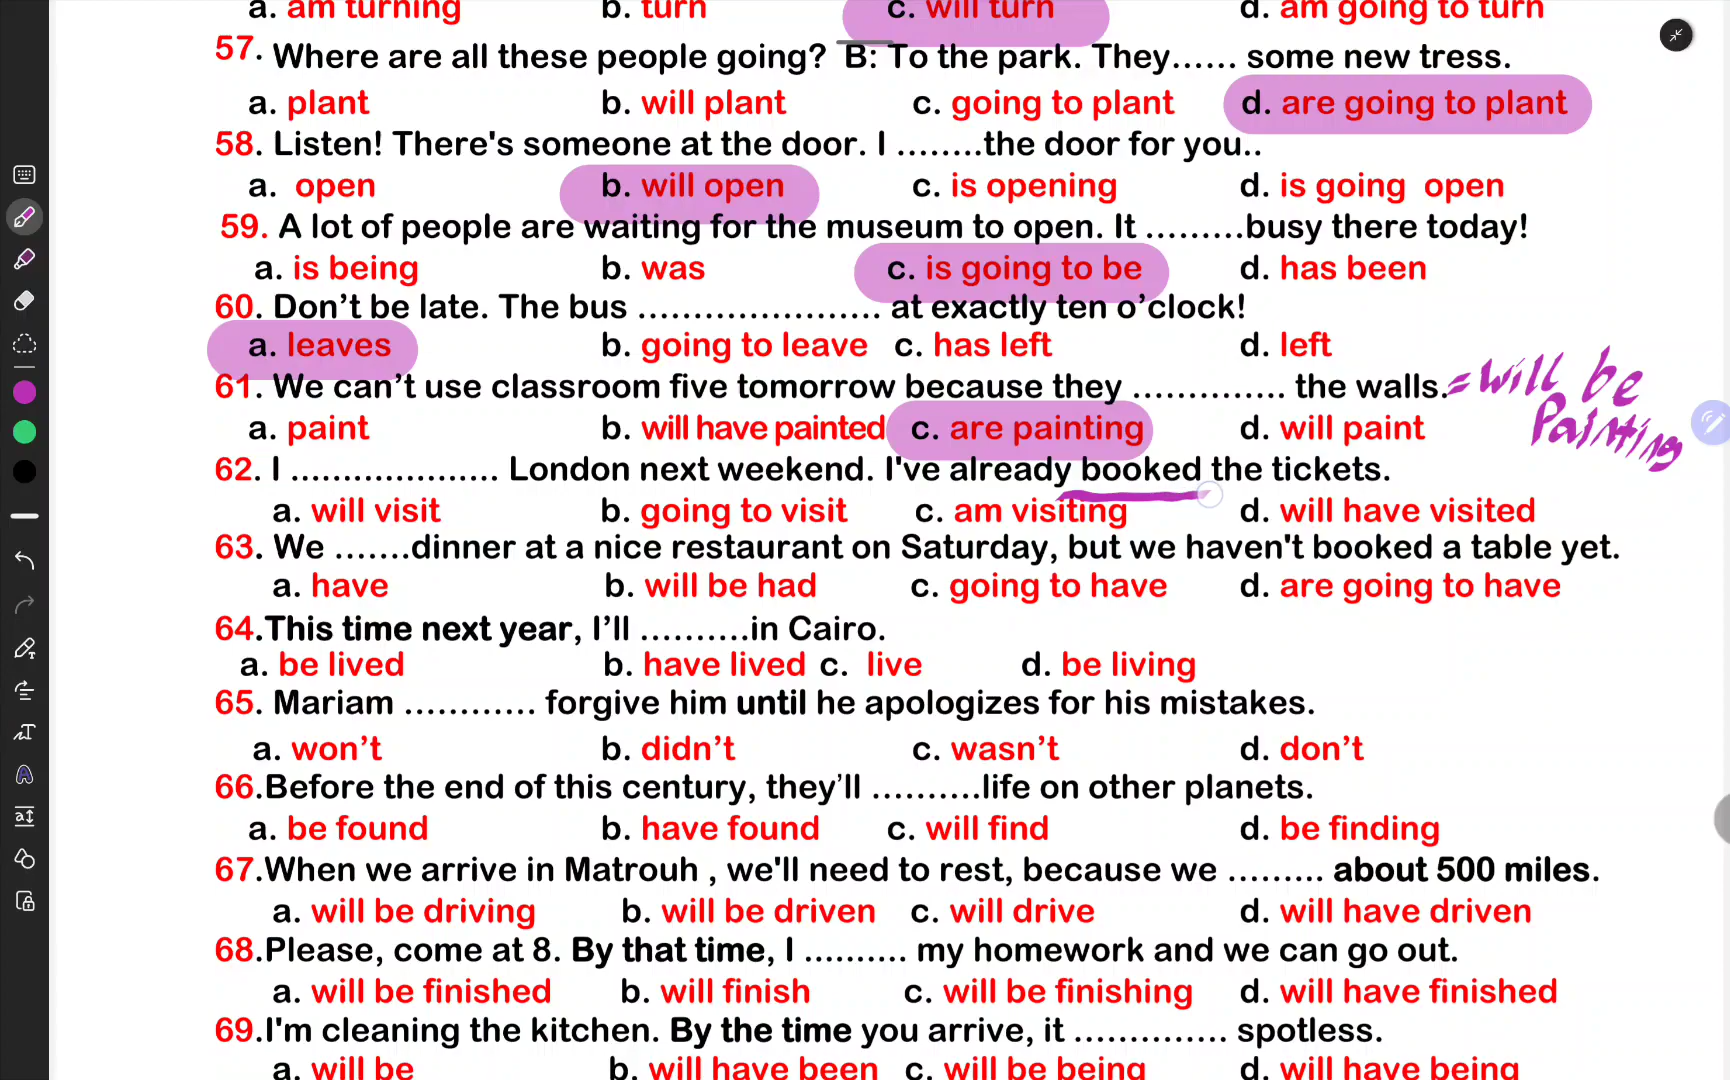 a. am turning b. turn c. will turn d. am going to turn
57. Where are all these people going? B: To the park. They...... some new tress.
a. plant b. will plant c. going to plant d. are going to plant
58. Listen! There's someone at the door. I ........the door for you..
a. open b. will open c. is opening d. is going open
59. A lot of people are waiting for the museum to open. It .........busy there today!
a. is being b. was c. is going to be d. has been
60. Don’t be late. The bus ...................... at exactly ten o’clock!
a. leaves b. going to leave c. has left d. left
61. We can’t use classroom five tomorrow because they .............. the walls. = will be
Painting
a. paint b. will have painted c. are painting d. will paint
62. I ................... London next weekend. I've already booked the tickets.
a. will visit b. going to visit c. am visiting d. will have visited
63. We .......dinner at a nice restaurant on Saturday, but we haven't booked a table yet.
a. have b. will be had c. going to have d. are going to have
64.This time next year, I’ll ..........in Cairo.
a. be lived b. have lived c. live d. be living
65. Mariam ............ forgive him until he apologizes for his mistakes.
a. won’t b. didn’t c. wasn’t d. don’t
66.Before the end of this century, they’ll ..........life on other planets.
a. be found b. have found c. will find d. be finding
67.When we arrive in Matrouh , we'll need to rest, because we ......... about 500 miles.
a. will be driving b. will be driven c. will drive d. will have driven
68.Please, come at 8. By that time, I .......... my homework and we can go out.
a. will be finished b. will finish c. will be finishing d. will have finished
69.I'm cleaning the kitchen. By the time you arrive, it .............. spotless.
a. will be b. will have been c. will be being d. will have being